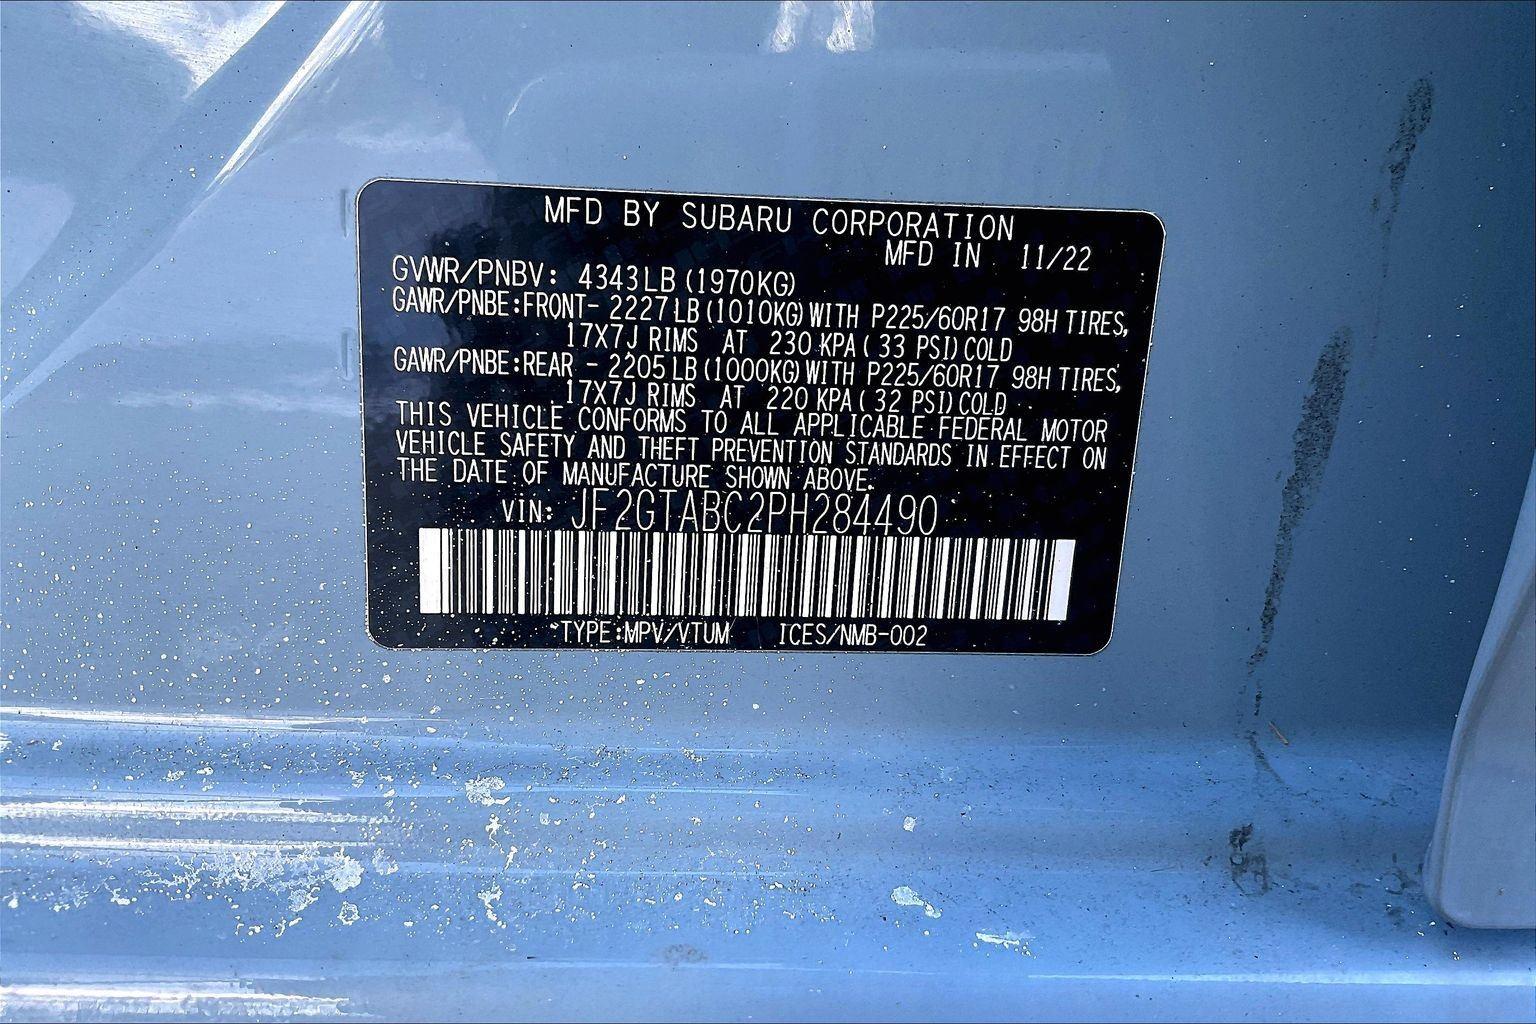 MFD BY SUBARU CORPORATION
MFD IN 11/22
GVWR/PNBV: 4343LB(1970KG)
GAWR/PNBE:FRONT- 2227LB(1010KG)WITH P225/60R17 98H TIRES,
17X7J RIMS AT 230 KPA( 33 PSI)COLD
GAWR/PNBE:REAR - 2205LB(1000KG)WITH P225/60R17 98H TIRES,
17X7J RIMS AT 220 KPA( 32 PSI)COLD
THIS VEHICLE CONFORMS TO ALL APPLICABLE FEDERAL MOTOR
VEHICLE SAFETY AND THEFT PREVENTION STANDARDS IN EFFECT ON
THE DATE OF MANUFACTURE SHOWN ABOVE.
VIN: JF2GTABC2PH284490
TYPE:MPV/VTUM ICES/NMB-002